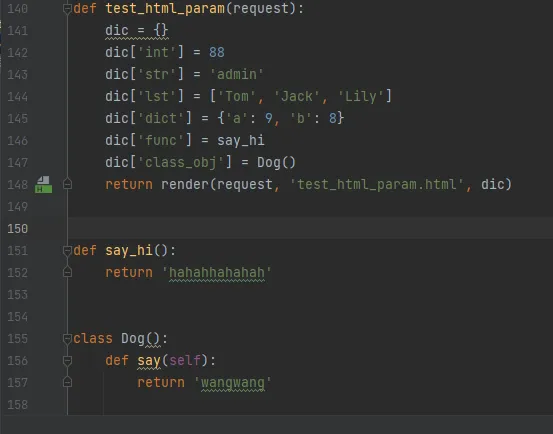 140 def test_html_param(request):
141     dic = {}
142     dic['int'] = 88
143     dic['str'] = 'admin'
144     dic['lst'] = ['Tom', 'Jack', 'Lily']
145     dic['dict'] = {'a': 9, 'b': 8}
146     dic['func'] = say_hi
147     dic['class_obj'] = Dog()
148     return render(request, 'test_html_param.html', dic)
149
150
151 def say_hi():
152     return 'hahahhahahah'
153
154
155 class Dog():
156     def say(self):
157         return 'wangwang'
158